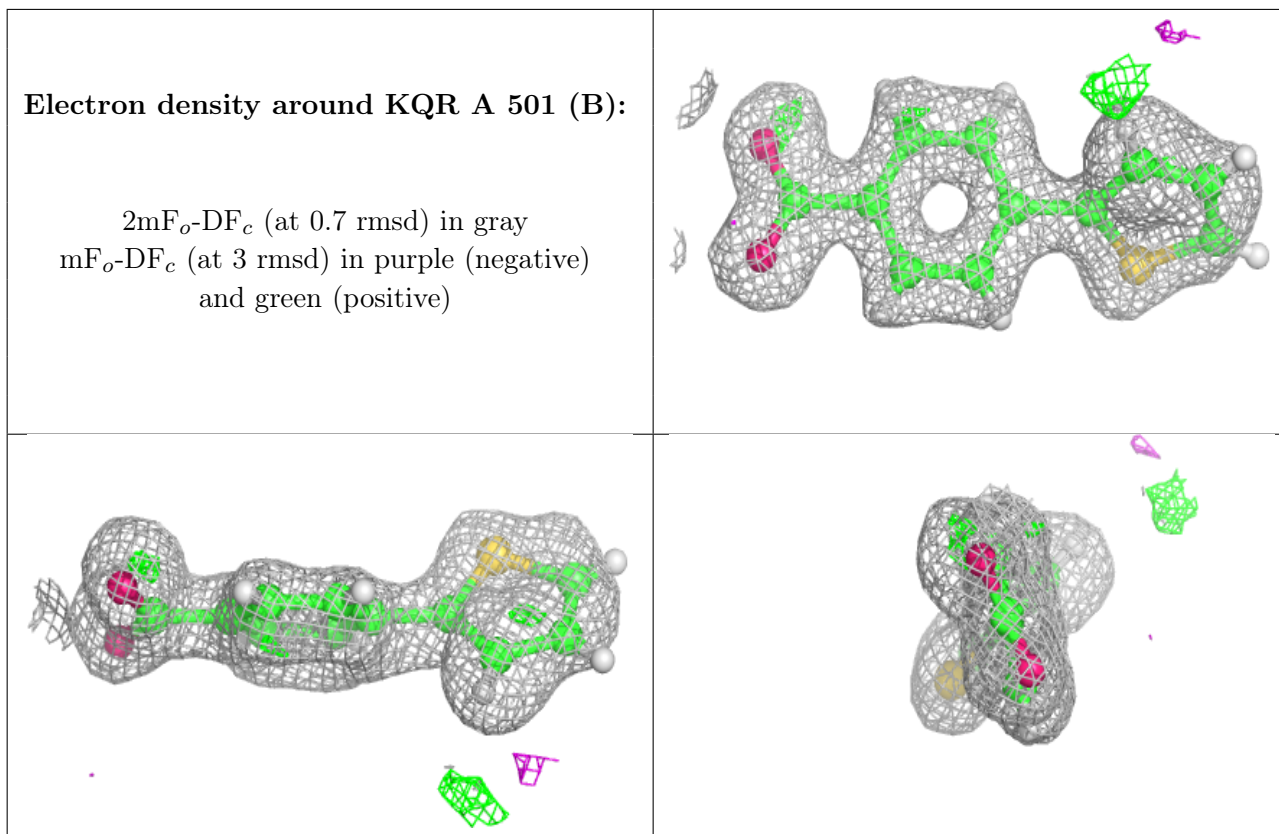 Electron density around KQR A 501 (B):
2mFo-DFc (at 0.7 rmsd) in gray
mFo-DFc (at 3 rmsd) in purple (negative)
and green (positive)